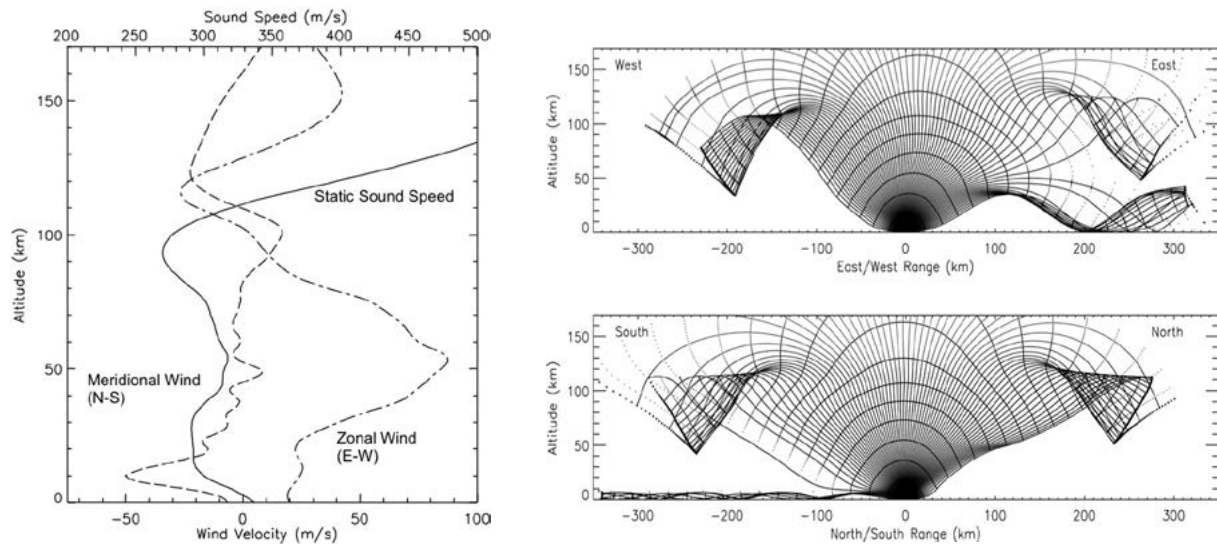 Sound Speed (m/s)
200 250 300 350 400 450 500
150
100
50
0
Altitude (km)
Static Sound Speed
Meridional Wind
(N-S)
Zonal Wind
(E-W)
-50 0 50 100
Wind Velocity (m/s)
West
East
150
100
50
0
Altitude (km)
-300 -200 -100 0 100 200 300
East/West Range (km)
South
North
150
100
50
0
Altitude (km)
-300 -200 -100 0 100 200 300
North/South Range (km)